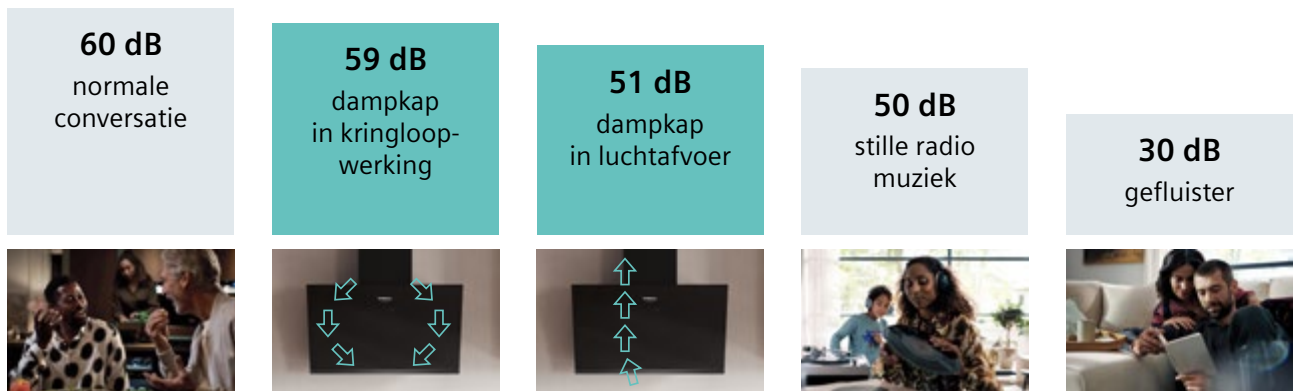 60 dB
normale
conversatie
59 dB
dampkap
in kringloop-
werking
51 dB
dampkap
in luchtafvoer
50 dB
stille radio
muziek
30 dB
gefluister